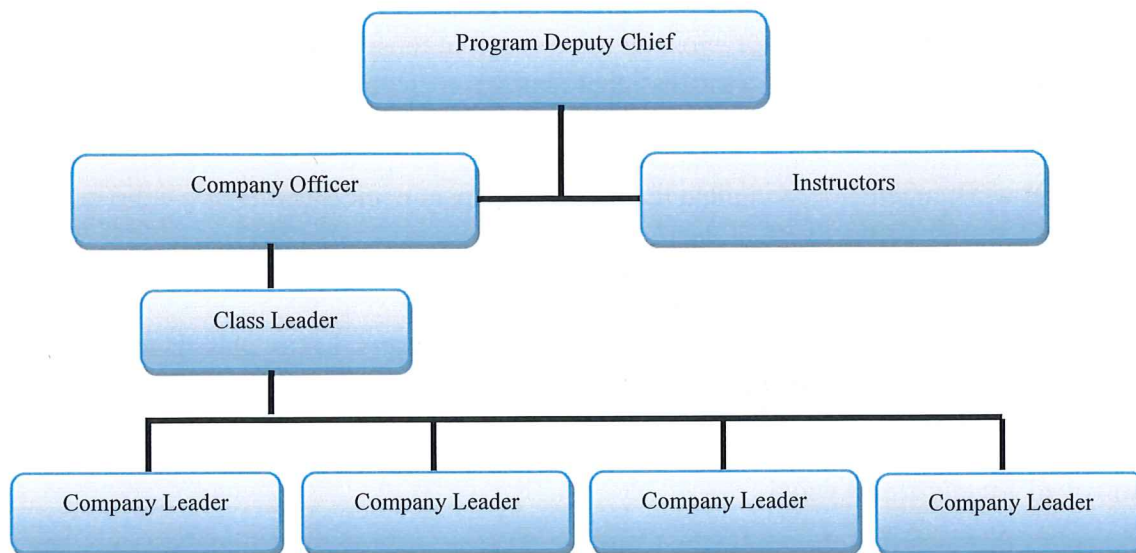 Program Deputy Chief
Company Officer
Instructors
Class Leader
Company Leader
Company Leader
Company Leader
Company Leader